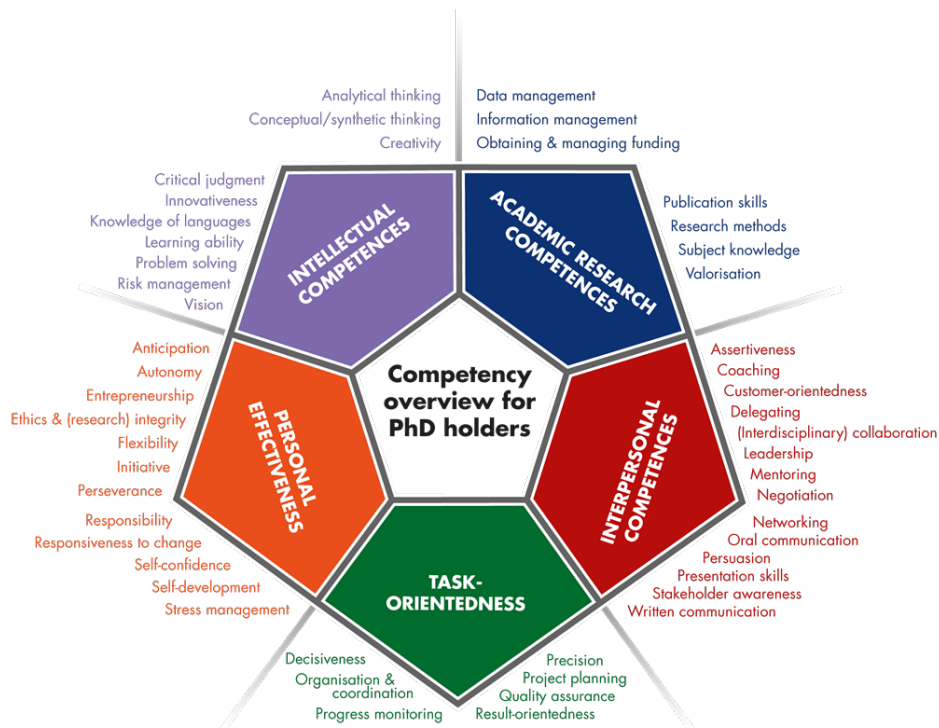 Analytical thinking
Conceptual/synthetic thinking
Creativity
Critical judgment
Innovativeness
Knowledge of languages
Learning ability
Problem solving
Risk management
Vision
INTELLECTUAL
COMPETENCES
Data management
Information management
Obtaining & managing funding
Publication skills
Research methods
Subject knowledge
Valorisation
ACADEMIC RESEARCH
COMPETENCES
Competency
overview for
PhD holders
Anticipation
Autonomy
Entrepreneurship
Ethics & (research) integrity
Flexibility
Initiative
Perseverance
Responsibility
Responsiveness to change
Self-confidence
Self-development
Stress management
PERSONAL
EFFECTIVENESS
Assertiveness
Coaching
Customer-orientedness
Delegating
(Interdisciplinary) collaboration
Leadership
Mentoring
Negotiation
Networking
Oral communication
Persuasion
Presentation skills
Stakeholder awareness
Written communication
INTERPERSONAL
COMPETENCES
TASK-
ORIENTEDNESS
Decisiveness
Organisation &
coordination
Progress monitoring
Precision
Project planning
Quality assurance
Result-orientedness